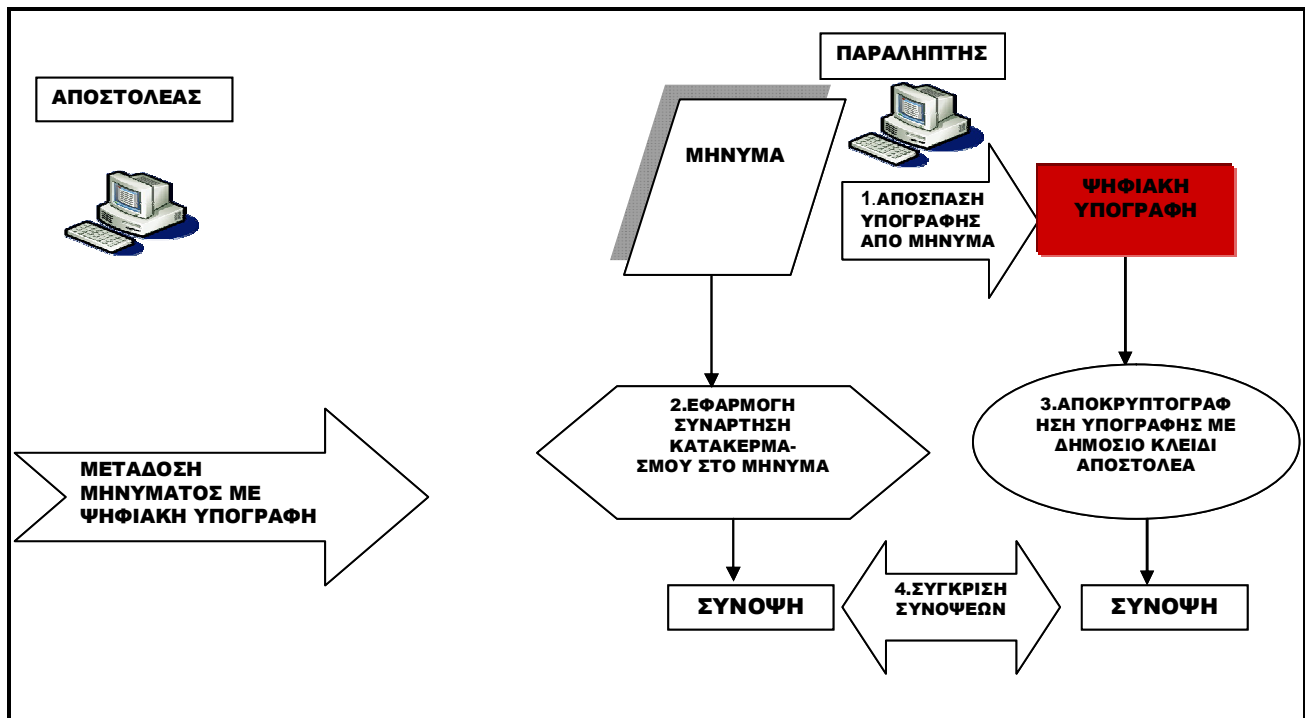 ΑΠΟΣΤΟΛΕΑΣ
ΠΑΡΑΛΗΠΤΗΣ
ΜΗΝΥΜΑ
1.ΑΠΟΣΠΑΣΗ
ΥΠΟΓΡΑΦΗΣ
ΑΠΟ ΜΗΝΥΜΑ
ΨΗΦΙΑΚΗ
ΥΠΟΓΡΑΦΗ
ΜΕΤΑΔΟΣΗ
ΜΗΝΥΜΑΤΟΣ ΜΕ
ΨΗΦΙΑΚΗ ΥΠΟΓΡΑΦΗ
2.ΕΦΑΡΜΟΓΗ
ΣΥΝΑΡΤΗΣΗ
ΚΑΤΑΚΕΡΜΑ-
ΣΜΟΥ ΣΤΟ ΜΗΝΥΜΑ
3.ΑΠΟΚΡΥΠΤΟΓΡΑΦ
ΗΣΗ ΥΠΟΓΡΑΦΗΣ ΜΕ
ΔΗΜΟΣΙΟ ΚΛΕΙΔΙ
ΑΠΟΣΤΟΛΕΑ
ΣΥΝΟΨΗ
4.ΣΥΓΚΡΙΣΗ
ΣΥΝΟΨΕΩΝ
ΣΥΝΟΨΗ